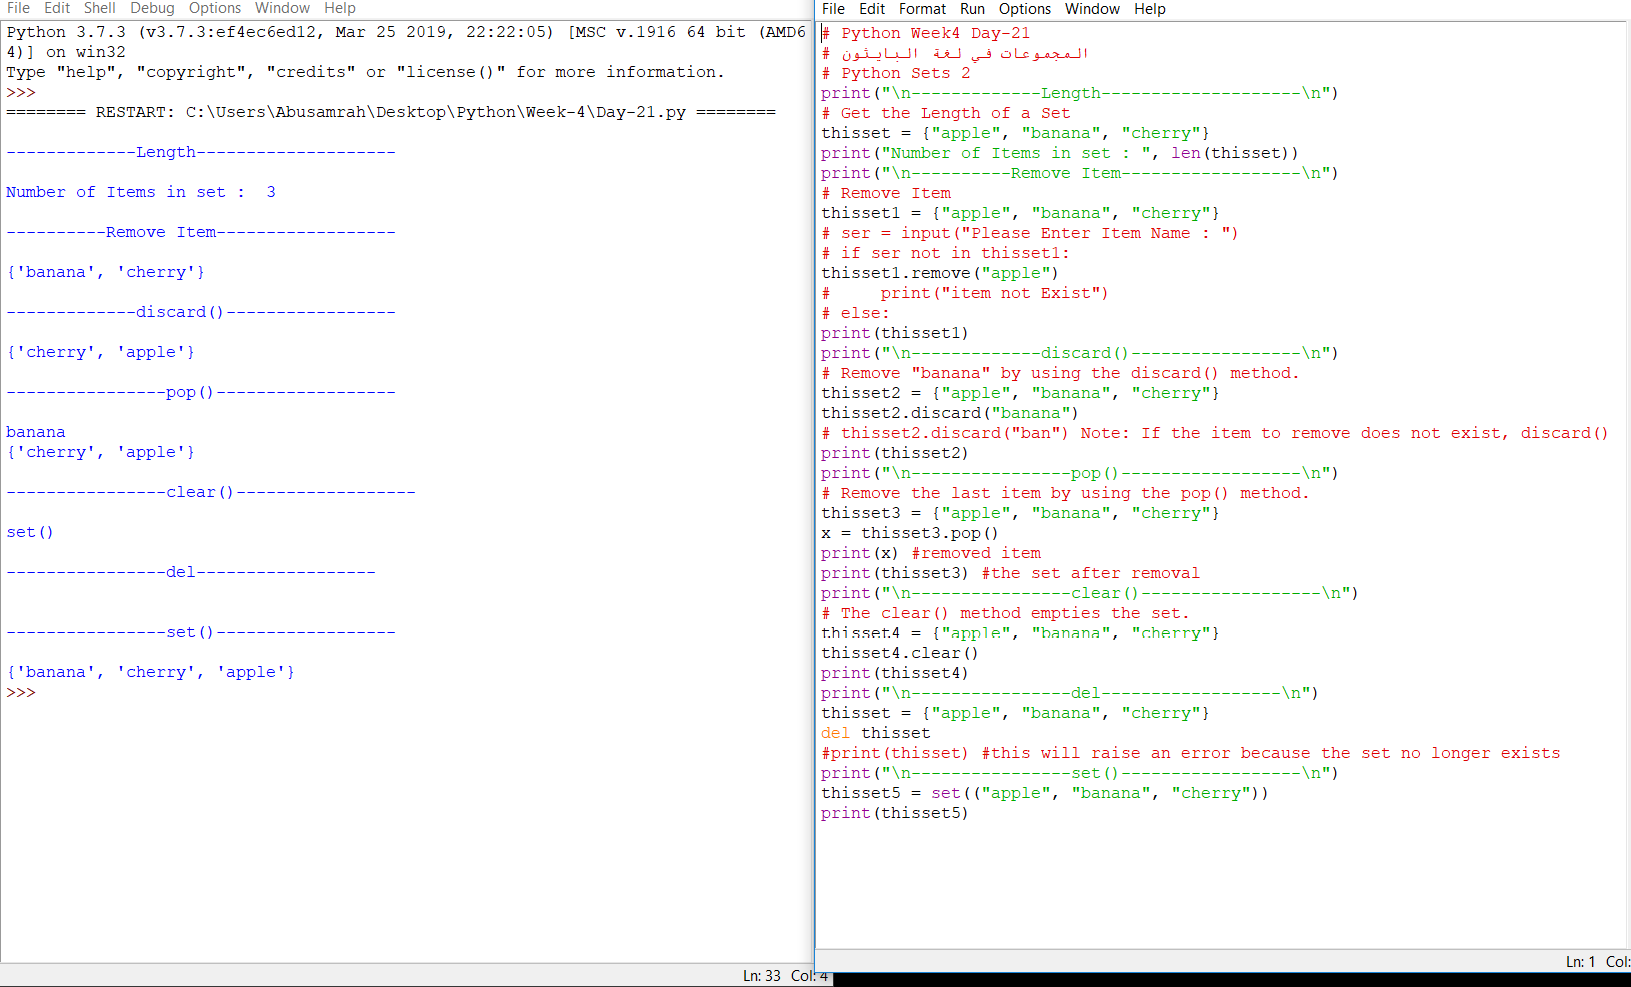 File Edit Shell Debug Options Window Help
Python 3.7.3 (v3.7.3:ef4ec6ed12, Mar 25 2019, 22:22:05) [MSC v.1916 64 bit (AMD6
4)] on win32
Type "help", "copyright", "credits" or "license()" for more information.
>>>
======== RESTART: C:\Users\Abusamrah\Desktop\Python\Week-4\Day-21.py ========
-------------Length--------------------
Number of Items in set :  3
----------Remove Item------------------
{'banana', 'cherry'}
-------------discard()-----------------
{'cherry', 'apple'}
----------------pop()------------------
banana
{'cherry', 'apple'}
----------------clear()------------------
set()
----------------del------------------
----------------set()------------------
{'banana', 'cherry', 'apple'}
>>>
Ln: 33 Col: 4
File Edit Format Run Options Window Help
# Python Week4 Day-21
# المجموعات في لغة البايثون
# Python Sets 2
print("\n-------------Length--------------------\n")
# Get the Length of a Set
thisset = {"apple", "banana", "cherry"}
print("Number of Items in set : ", len(thisset))
print("\n----------Remove Item------------------\n")
# Remove Item
thisset1 = {"apple", "banana", "cherry"}
# ser = input("Please Enter Item Name : ")
# if ser not in thisset1:
thisset1.remove("apple")
#     print("item not Exist")
# else:
print(thisset1)
print("\n-------------discard()-----------------\n")
# Remove "banana" by using the discard() method.
thisset2 = {"apple", "banana", "cherry"}
thisset2.discard("banana")
# thisset2.discard("ban") Note: If the item to remove does not exist, discard()
print(thisset2)
print("\n----------------pop()------------------\n")
# Remove the last item by using the pop() method.
thisset3 = {"apple", "banana", "cherry"}
x = thisset3.pop()
print(x) #removed item
print(thisset3) #the set after removal
print("\n----------------clear()------------------\n")
# The clear() method empties the set.
thisset4 = {"apple", "banana", "cherry"}
thisset4.clear()
print(thisset4)
print("\n----------------del------------------\n")
thisset = {"apple", "banana", "cherry"}
del thisset
#print(thisset) #this will raise an error because the set no longer exists
print("\n----------------set()------------------\n")
thisset5 = set(("apple", "banana", "cherry"))
print(thisset5)
Ln: 1 Col: